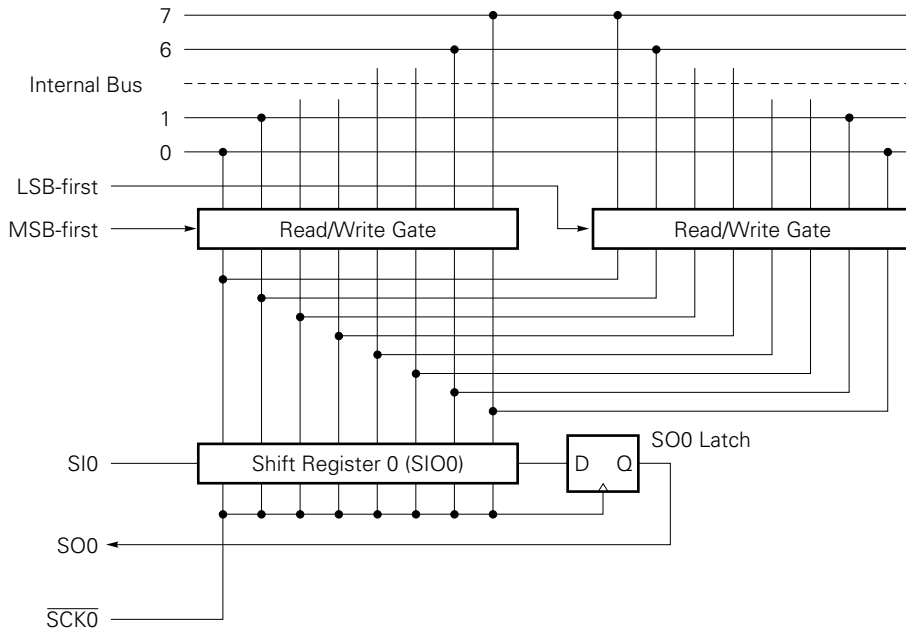 7
6
Internal Bus
1
0
LSB-first
MSB-first
Read/Write Gate
Read/Write Gate
SO0 Latch
SI0
Shift Register 0 (SIO0)
D
Q
SO0
SCK0